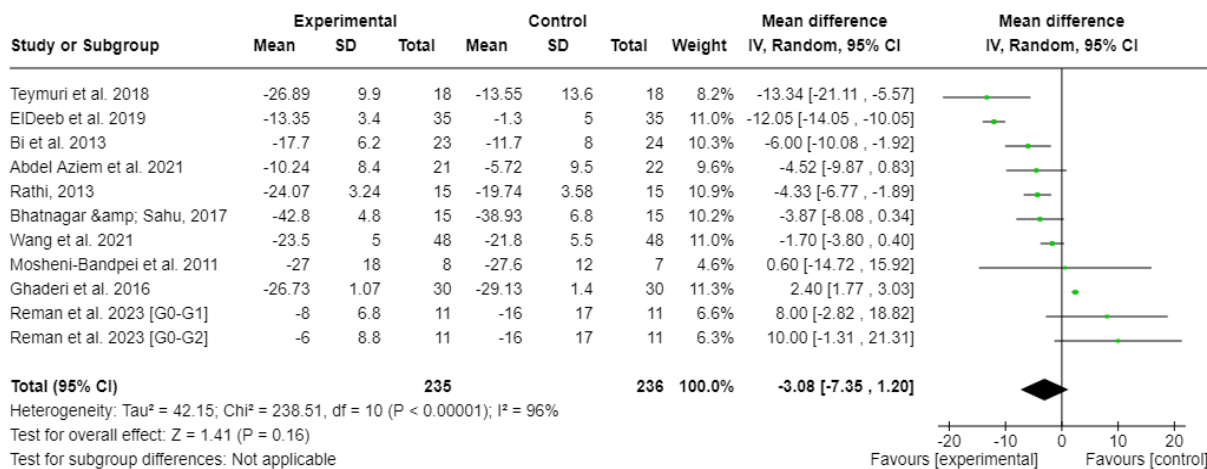 Experimental Control Mean difference Mean difference
Study or Subgroup Mean SD Total Mean SD Total Weight IV, Random, 95% CI IV, Random, 95% CI
Teymuri et al. 2018 -26.89 9.9 18 -13.55 13.6 18 8.2% -13.34 [-21.11 , -5.57]
ElDeeb et al. 2019 -13.35 3.4 35 -1.3 5 35 11.0% -12.05 [-14.05 , -10.05]
Bi et al. 2013 -17.7 6.2 23 -11.7 8 24 10.3% -6.00 [-10.08 , -1.92]
Abdel Aziem et al. 2021 -10.24 8.4 21 -5.72 9.5 22 9.6% -4.52 [-9.87 , 0.83]
Rathi, 2013 -24.07 3.24 15 -19.74 3.58 15 10.9% -4.33 [-6.77 , -1.89]
Bhatnagar &amp; Sahu, 2017 -42.8 4.8 15 -38.93 6.8 15 10.2% -3.87 [-8.08 , 0.34]
Wang et al. 2021 -23.5 5 48 -21.8 5.5 48 11.0% -1.70 [-3.80 , 0.40]
Mosheni-Bandpei et al. 2011 -27 18 8 -27.6 12 7 4.6% 0.60 [-14.72 , 15.92]
Ghaderi et al. 2016 -26.73 1.07 30 -29.13 1.4 30 11.3% 2.40 [1.77 , 3.03]
Reman et al. 2023 [G0-G1] -8 6.8 11 -16 17 11 6.6% 8.00 [-2.82 , 18.82]
Reman et al. 2023 [G0-G2] -6 8.8 11 -16 17 11 6.3% 10.00 [-1.31 , 21.31]
Total (95% CI) 235 236 100.0% -3.08 [-7.35 , 1.20]
Heterogeneity: Tau² = 42.15; Chi² = 238.51, df = 10 (P < 0.00001); I² = 96%
Test for overall effect: Z = 1.41 (P = 0.16)
-20 -10 0 10 20
Test for subgroup differences: Not applicable
Favours [experimental] Favours [control]